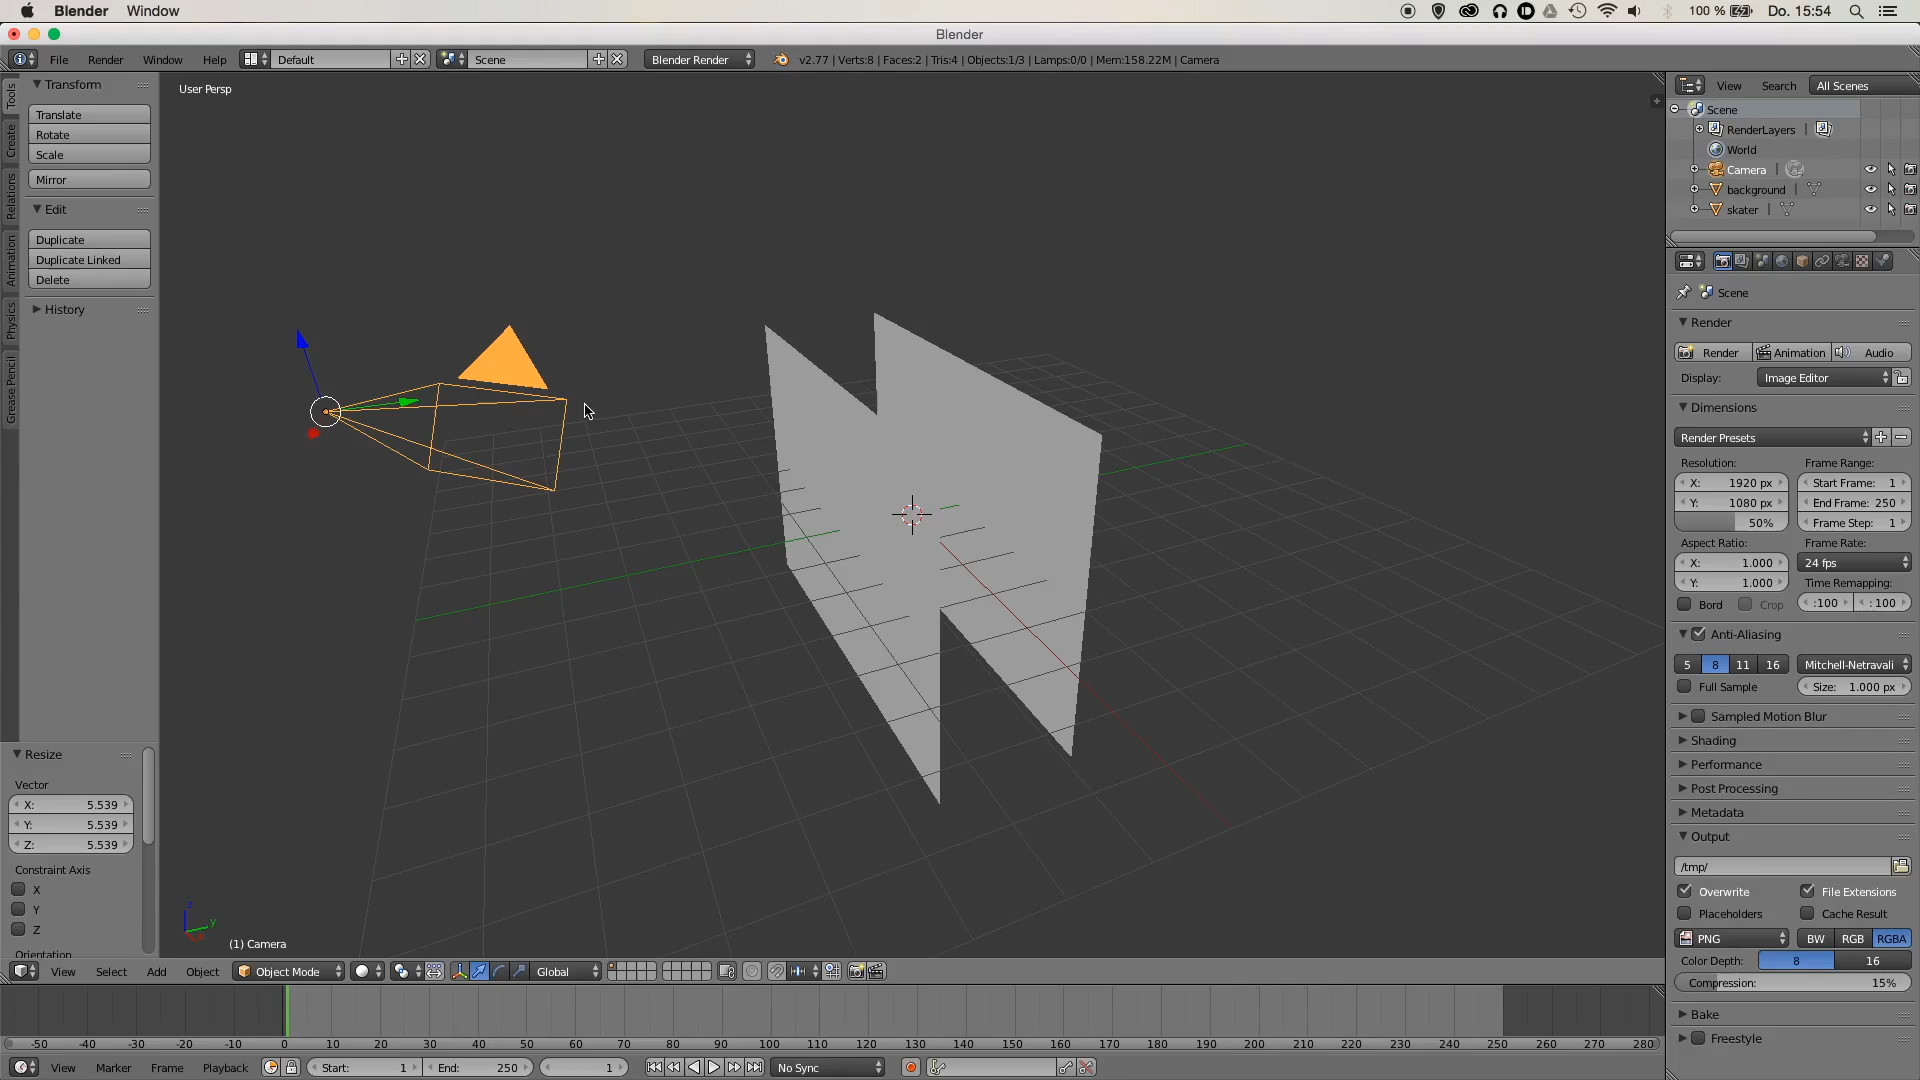 Blender Window 100 % Do. 15:54
Blender
File Render Window Help Default Scene Blender Render v2.77 | Verts:8 | Faces:2 | Tris:4 | Objects:1/3 | Lamps:0/0 | Mem:158.22M | Camera
Tools
Create
Relations
Animation
Physics
Grease Pencil
Transform
Translate
Rotate
Scale
Mirror
Edit
Duplicate
Duplicate Linked
Delete
History
Resize
Vector
X: 5.539
Y: 5.539
Z: 5.539
Constraint Axis
X
Y
Z
Orientation
User Persp
z
y
(1) Camera
View Select Add Object Object Mode Global
-50 -40 -30 -20 -10 0 10 20 30 40 50 60 70 80 90 100 110 120 130 140 150 160 170 180 190 200 210 220 230 240 250 260 270 280
View Marker Frame Playback Start: 1 End: 250 1 No Sync
View Search All Scenes
Scene
RenderLayers |
World
Camera |
background |
skater |
Scene
Render
Render Animation Audio
Display: Image Editor
Dimensions
Render Presets
Resolution: Frame Range:
X: 1920 px Start Frame: 1
Y: 1080 px End Frame: 250
50% Frame Step: 1
Aspect Ratio: Frame Rate:
X: 1.000 24 fps
Y: 1.000 Time Remapping:
Bord Crop :100 : 100
Anti-Aliasing
5 8 11 16 Mitchell-Netravali
Full Sample Size: 1.000 px
Sampled Motion Blur
Shading
Performance
Post Processing
Metadata
Output
/tmp/
Overwrite File Extensions
Placeholders Cache Result
PNG BW RGB RGBA
Color Depth: 8 16
Compression: 15%
Bake
Freestyle